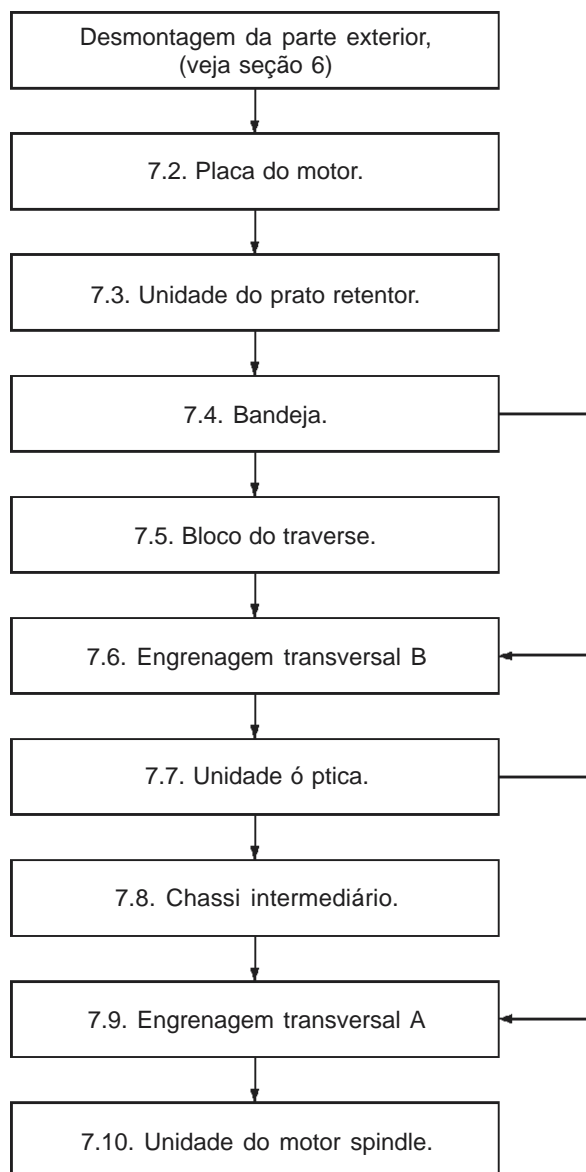 Desmontagem da parte exterior,
(veja seção 6)
7.2. Placa do motor.
7.3. Unidade do prato retentor.
7.4. Bandeja.
7.5. Bloco do traverse.
7.6. Engrenagem transversal B
7.7. Unidade ó ptica.
7.8. Chassi intermediário.
7.9. Engrenagem transversal A
7.10. Unidade do motor spindle.